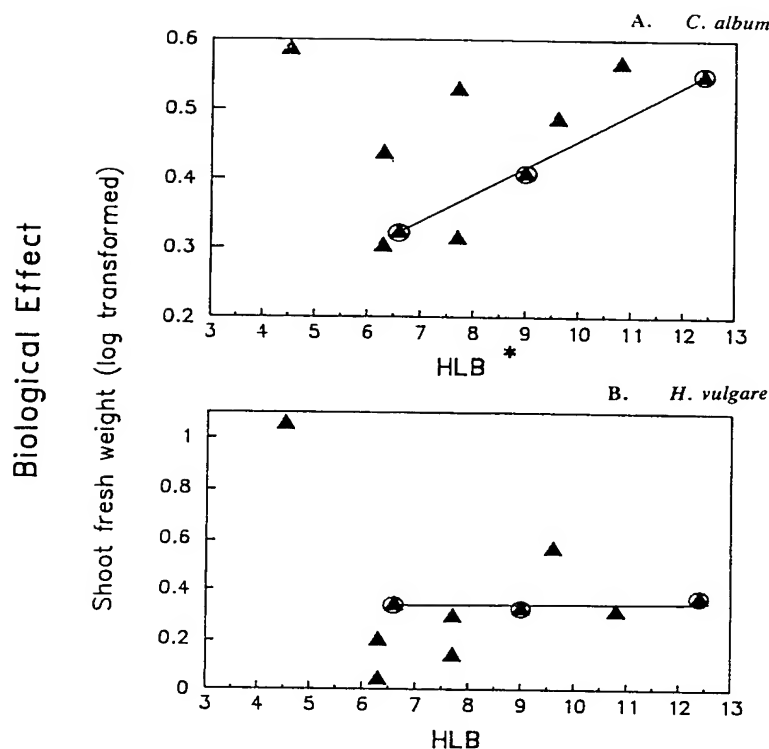 A. C. album
Biological Effect
Shoot fresh weight (log transformed)
0.6
0.5
0.4
0.3
0.2
3 4 5 6 7 8 9 10 11 12 13
HLB *
B. H. vulgare
1
0.8
0.6
0.4
0.2
0
3 4 5 6 7 8 9 10 11 12 13
HLB